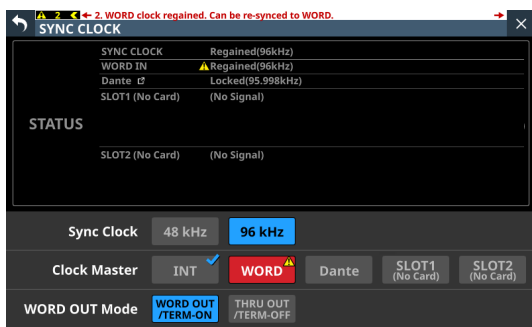 2 2. WORD clock regained. Can be re-synced to WORD.
SYNC CLOCK
SYNC CLOCK Regained(96kHz)
WORD IN Regained(96kHz)
Dante Locked(95.998kHz)
SLOT1 (No Card) (No Signal)
STATUS
SLOT2 (No Card) (No Signal)
Sync Clock 48 kHz 96 kHz
Clock Master INT WORD Dante SLOT1 (No Card) SLOT2 (No Card)
WORD OUT Mode WORD OUT /TERM-ON THRU OUT /TERM-OFF